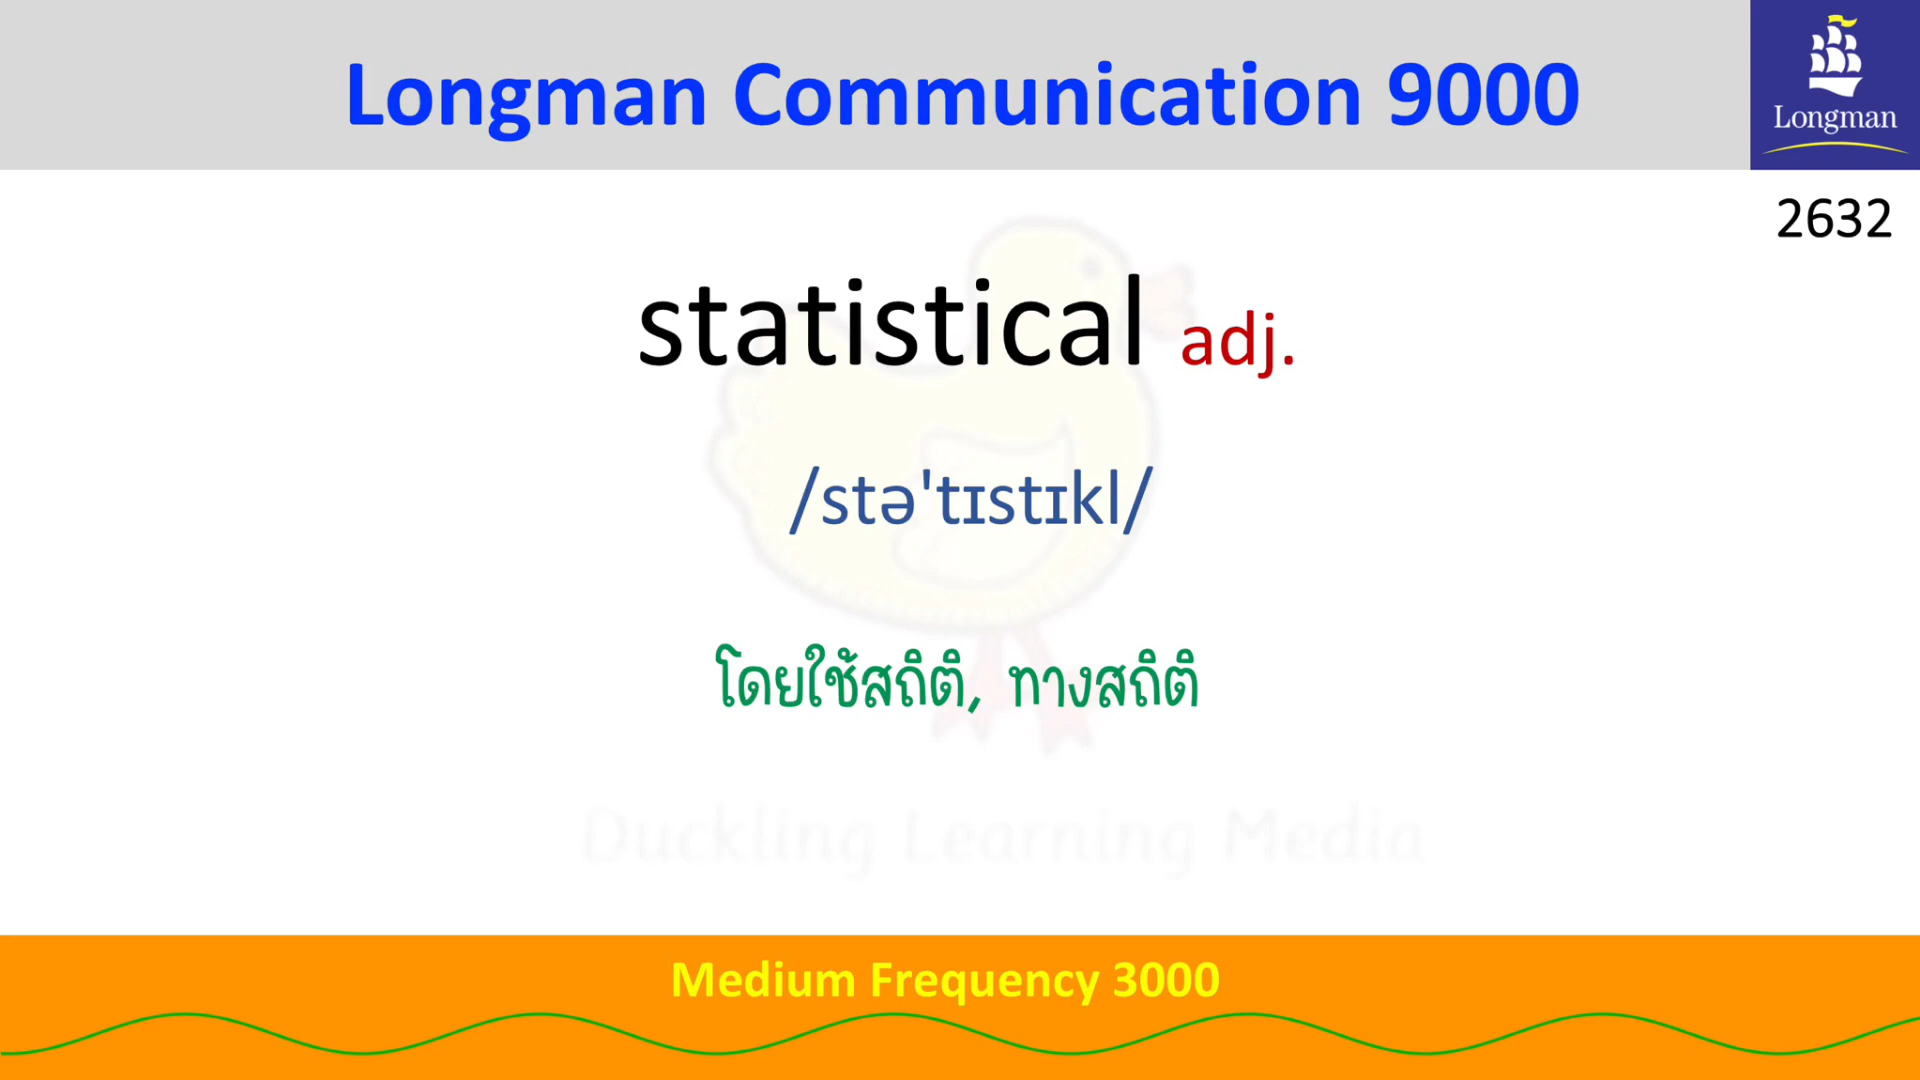 Longman Communication 9000
Longman
2632
statistical adj.
/stə'tɪstɪkl/
โดยใช้สถิติ, ทางสถิติ
Duckling Learning Media
Medium Frequency 3000